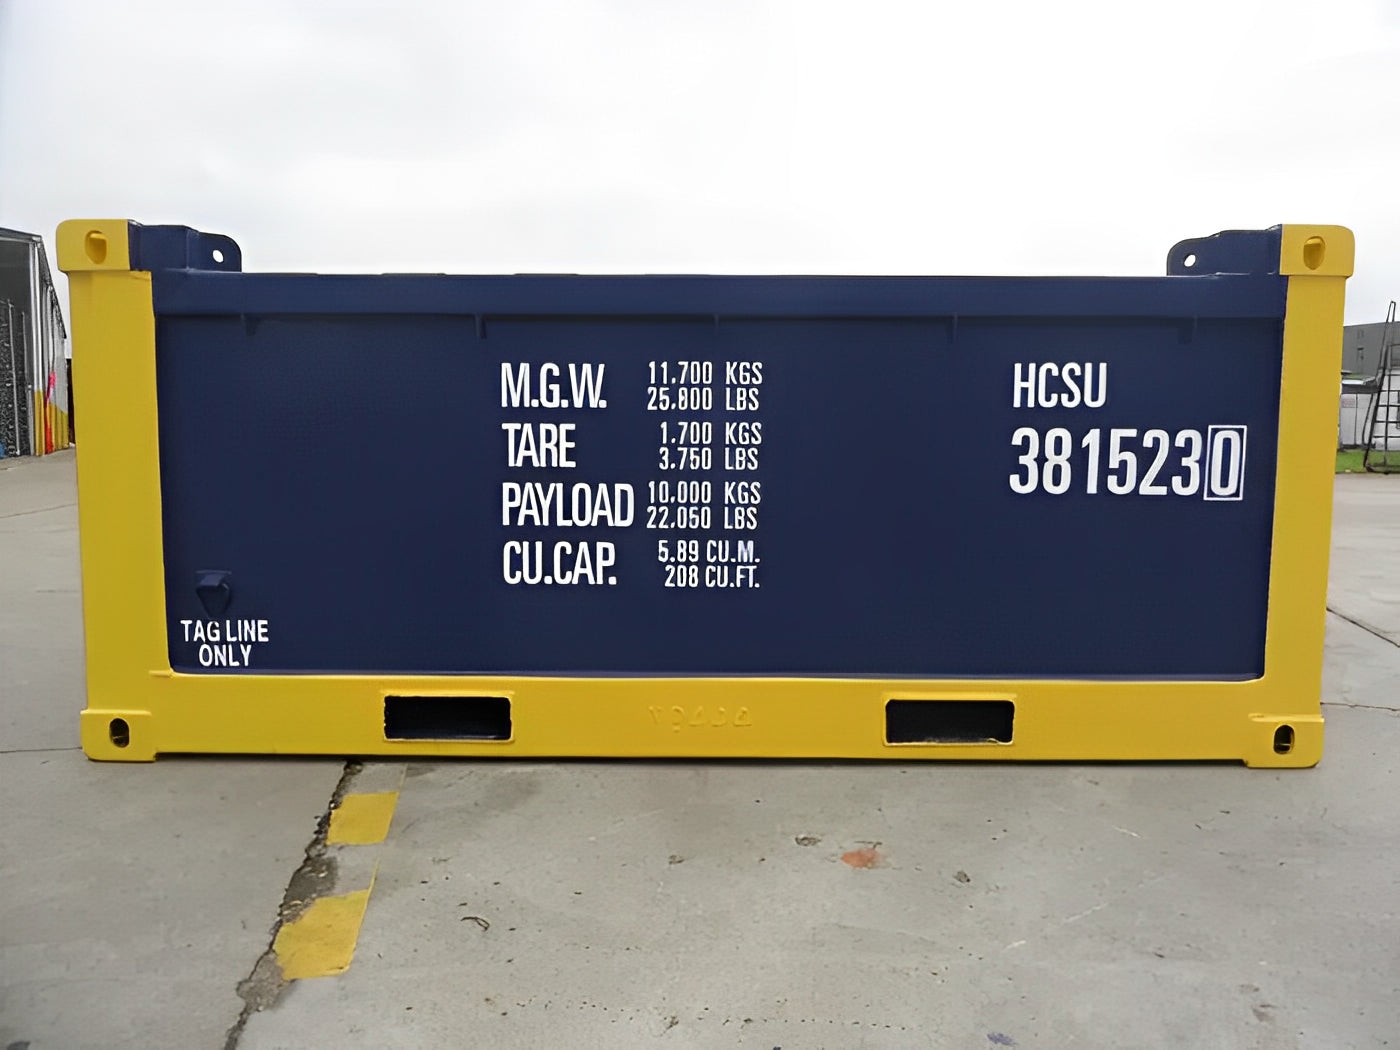 M.G.W. 11.700 KGS
25.800 LBS
TARE 1.700 KGS
3.750 LBS
PAYLOAD 10.000 KGS
22.050 LBS
CU.CAP. 5.89 CU.M.
208 CU.FT.
HCSU
3815230
TAG LINE
ONLY